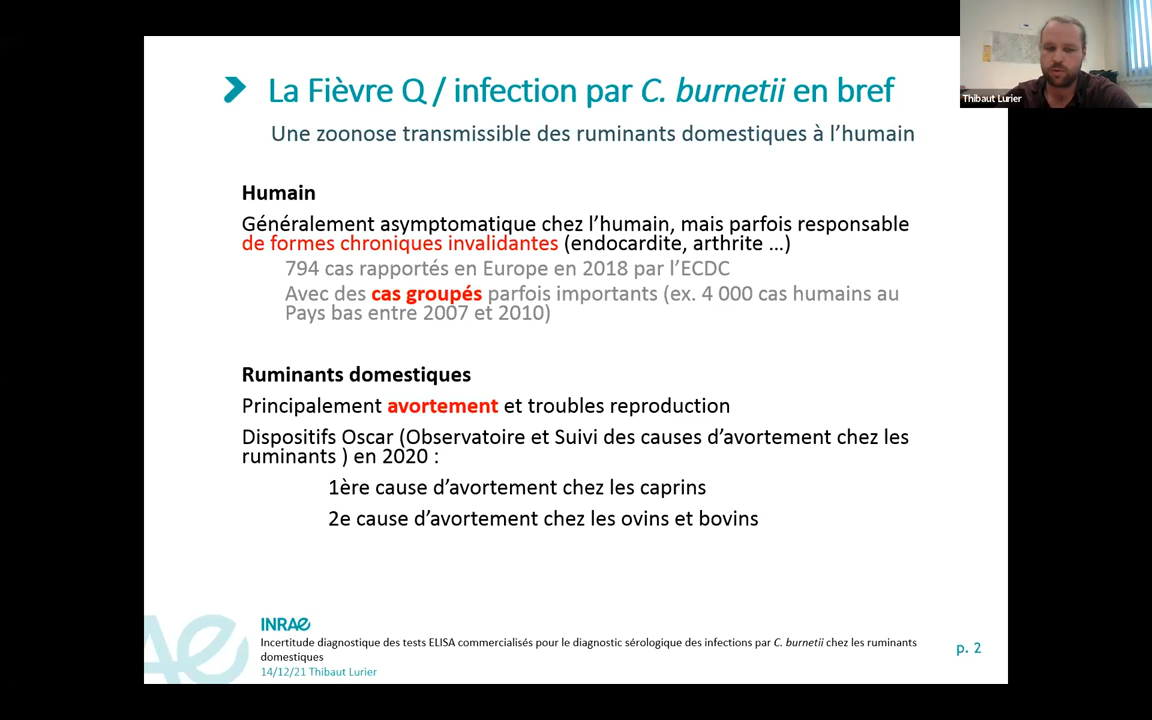 La Fièvre Q / infection par C. burnetii en bref
Une zoonose transmissible des ruminants domestiques à l’humain
Thibaut Lurier
Humain
Généralement asymptomatique chez l’humain, mais parfois responsable
de formes chroniques invalidantes (endocardite, arthrite …)
794 cas rapportés en Europe en 2018 par l’ECDC
Avec des cas groupés parfois importants (ex. 4 000 cas humains au
Pays bas entre 2007 et 2010)
Ruminants domestiques
Principalement avortement et troubles reproduction
Dispositifs Oscar (Observatoire et Suivi des causes d’avortement chez les
ruminants ) en 2020 :
1ère cause d’avortement chez les caprins
2e cause d’avortement chez les ovins et bovins
INRAE
Incertitude diagnostique des tests ELISA commercialisés pour le diagnostic sérologique des infections par C. burnetii chez les ruminants
domestiques
14/12/21 Thibaut Lurier
p. 2